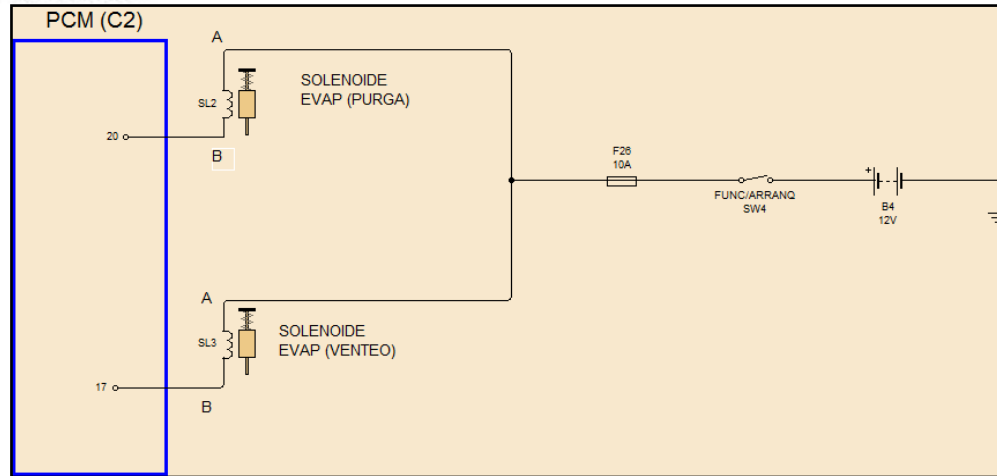 PCM (C2)
A
SOLENOIDE
EVAP (PURGA)
SL2
20
B
F26
10A
FUNC/ARRANQ
SW4
+
B4
12V
A
SOLENOIDE
EVAP (VENTEO)
SL3
17
B